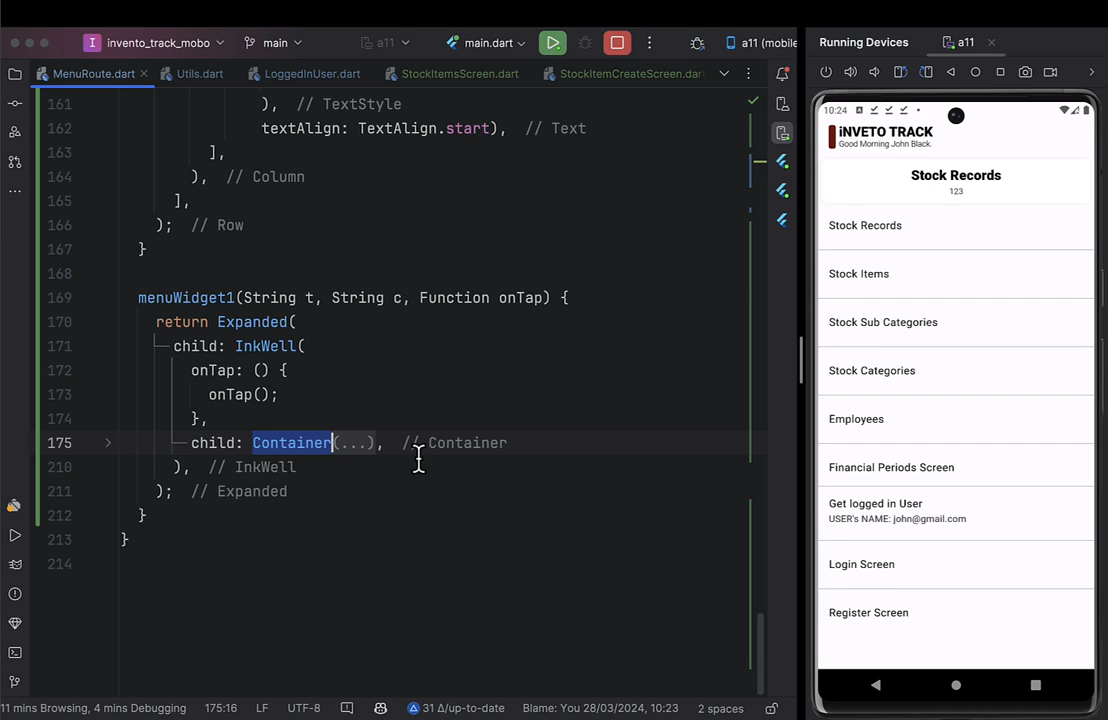 invento_track_mobo
main
a11
main.dart
a11 (mobile
Running Devices
a11
MenuRoute.dart
Utils.dart
LoggedInUser.dart
StockItemsScreen.dart
StockItemCreateScreen.dart
161 ), // TextStyle
162 textAlign: TextAlign.start), // Text
163 ],
164 ), // Column
165 ],
166 ); // Row
167 }
168
169 menuWidget1(String t, String c, Function onTap) {
170 return Expanded(
171 child: InkWell(
172 onTap: () {
173 onTap();
174 },
175 child: Container(...), // Container
210 ), // InkWell
211 ); // Expanded
212 }
213 }
214
11 mins Browsing, 4 mins Debugging
175:16
LF
UTF-8
31 Δ/up-to-date
Blame: You 28/03/2024, 10:23
2 spaces
10:24
iNVETO TRACK
Good Morning John Black.
Stock Records
123
Stock Records
Stock Items
Stock Sub Categories
Stock Categories
Employees
Financial Periods Screen
Get logged in User
USER's NAME: john@gmail.com
Login Screen
Register Screen